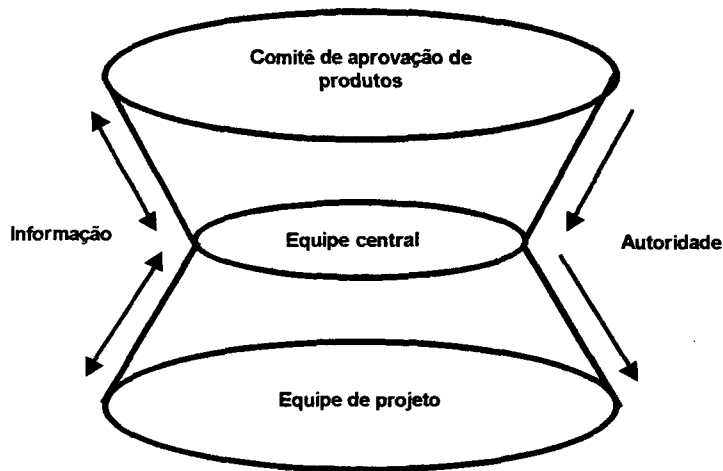 Comitê de aprovação de
produtos
Informação
Equipe central
Autoridade
Equipe de projeto